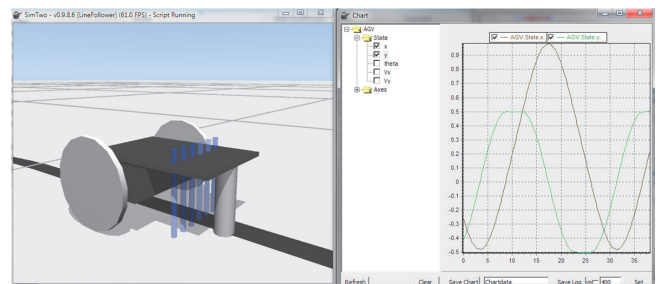 SimTwo - v0.9.8.6 [LineFollower] (61.0 FPS) - Script Running
Chart
AGV
State
x
y
theta
Vx
Vy
Axes
AGV.State.x
AGV.State.y
0.9
0.8
0.7
0.6
0.5
0.4
0.3
0.2
0.1
0
-0.1
-0.2
-0.3
-0.4
-0.5
0 5 10 15 20 25 30 35
Refresh Clear Save Chart Chartdata Save Log 400 Set